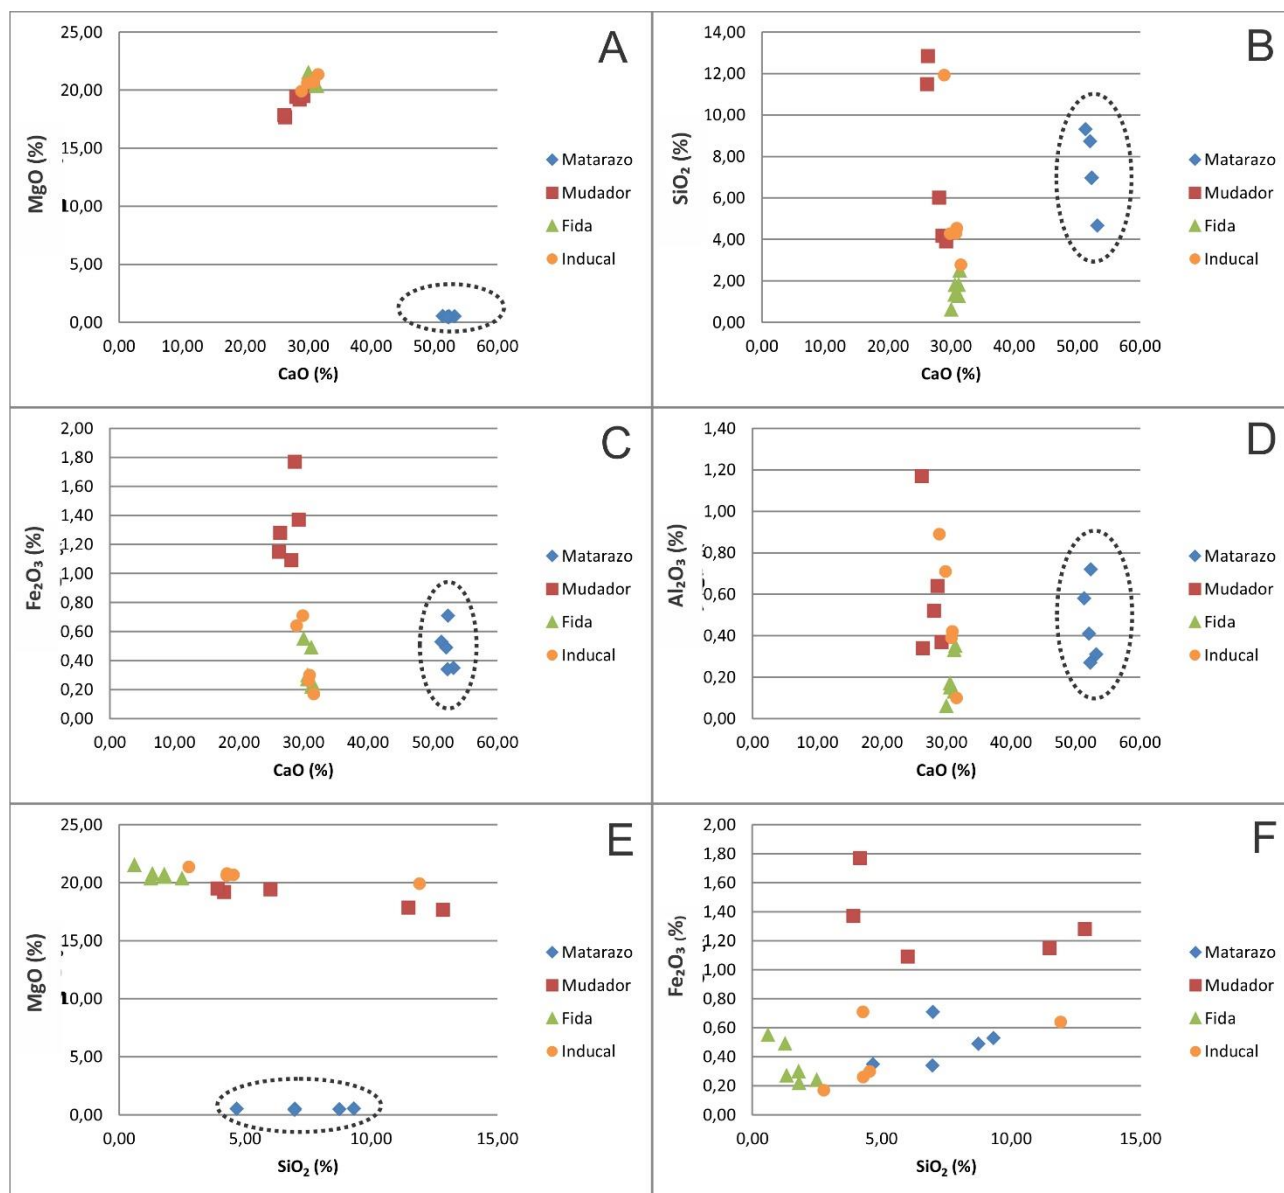 A
25,00
20,00
15,00
10,00
5,00
0,00
MgO (%)
0,00 10,00 20,00 30,00 40,00 50,00 60,00
CaO (%)
Matarazo
Mudador
Fida
Inducal
B
14,00
12,00
10,00
8,00
6,00
4,00
2,00
0,00
SiO₂ (%)
0,00 10,00 20,00 30,00 40,00 50,00 60,00
CaO (%)
Matarazo
Mudador
Fida
Inducal
C
2,00
1,80
1,60
1,40
1,20
1,00
0,80
0,60
0,40
0,20
0,00
Fe₂O₃ (%)
0,00 10,00 20,00 30,00 40,00 50,00 60,00
CaO (%)
Matarazo
Mudador
Fida
Inducal
D
1,40
1,20
1,00
0,80
0,60
0,40
0,20
0,00
Al₂O₃ (%)
0,00 10,00 20,00 30,00 40,00 50,00 60,00
CaO (%)
Matarazo
Mudador
Fida
Inducal
E
25,00
20,00
15,00
10,00
5,00
0,00
MgO (%)
0,00 5,00 10,00 15,00
SiO₂ (%)
Matarazo
Mudador
Fida
Inducal
F
2,00
1,80
1,60
1,40
1,20
1,00
0,80
0,60
0,40
0,20
0,00
Fe₂O₃ (%)
0,00 5,00 10,00 15,00
SiO₂ (%)
Matarazo
Mudador
Fida
Inducal